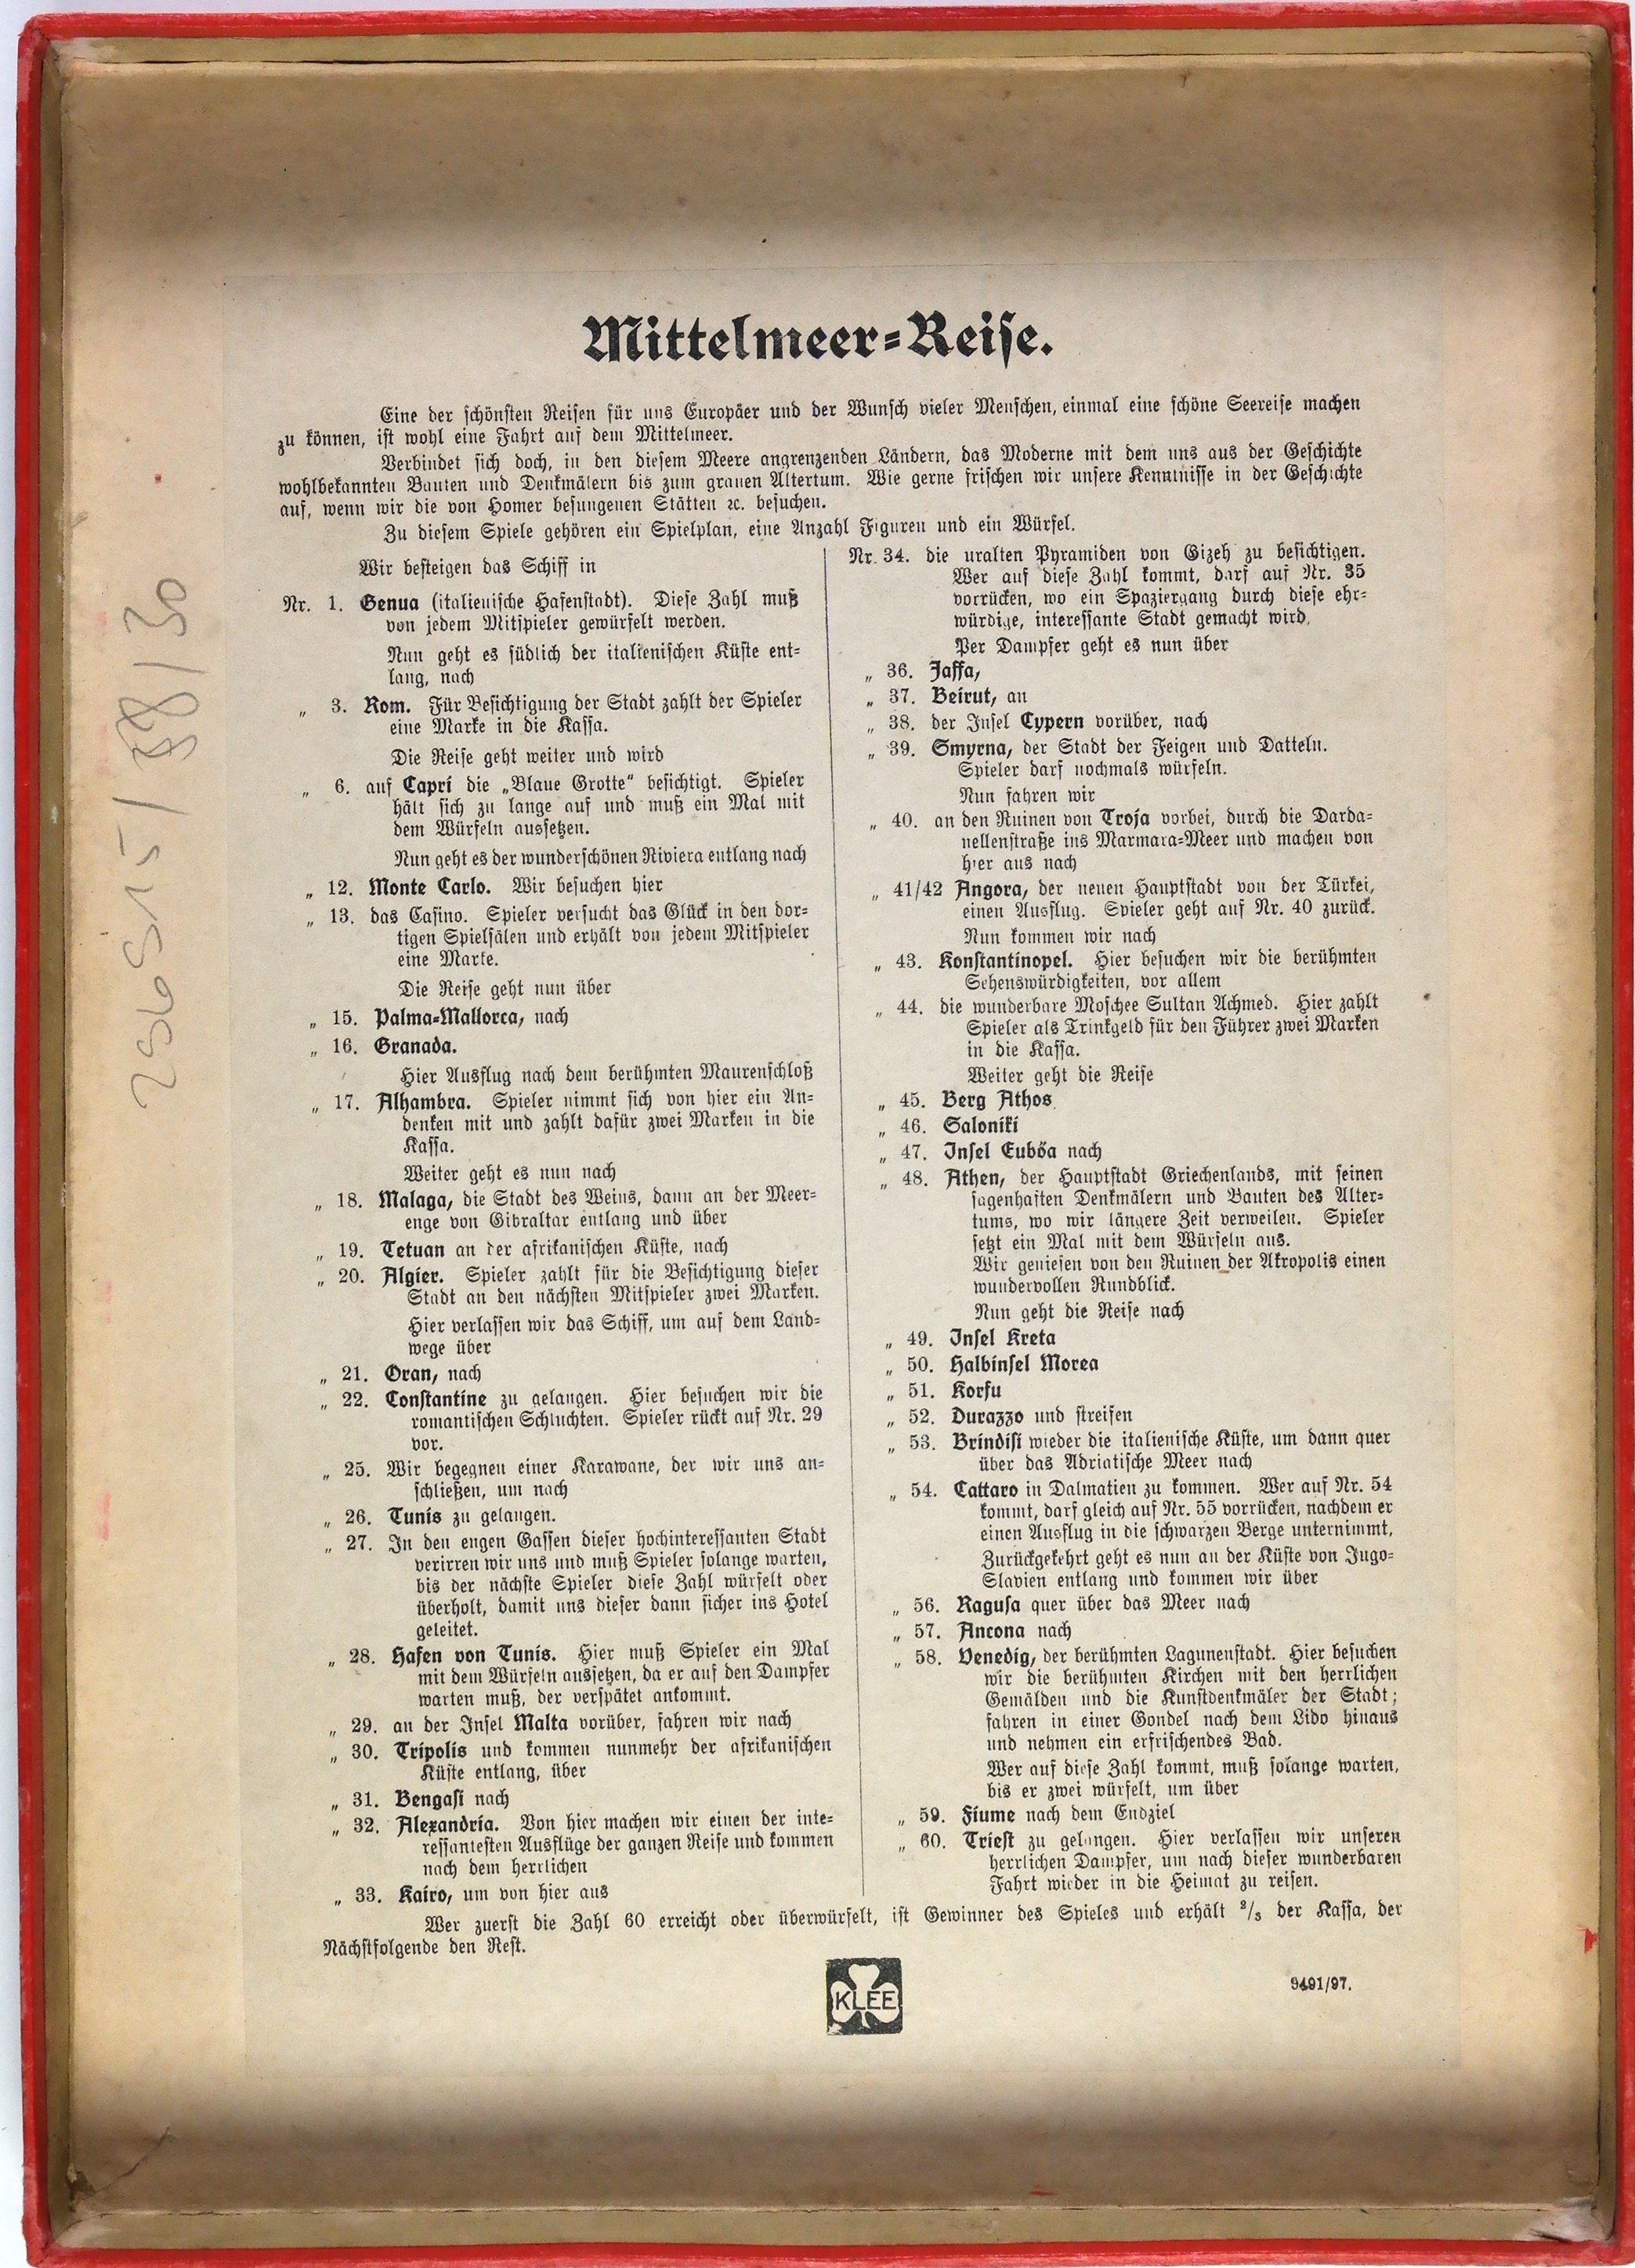 Mittelmeer-Reise.
Eine der schönsten Reisen für uns Europäer und der Wunsch vieler Menschen, einmal eine schöne Seereise machen
zu können, ist wohl eine Fahrt auf dem Mittelmeer.
Verbindet sich doch, in den diesem Meere angrenzenden Ländern, das Moderne mit dem uns aus der Geschichte
wohlbekannten Bauten und Denkmälern bis zum grauen Altertum. Wie gerne frischen wir unsere Kenntnisse in der Geschichte
auf, wenn wir die von Homer besungenen Stätten ꝛc. besuchen.
Zu diesem Spiele gehören ein Spielplan, eine Anzahl Figuren und ein Würfel.
Wir besteigen das Schiff in
Nr. 1. Genua (italienische Hafenstadt). Diese Zahl muß
von jedem Mitspieler gewürfelt werden.
Nun geht es südlich der italienischen Küste ent-
lang, nach
„ 3. Rom. Für Besichtigung der Stadt zahlt der Spieler
eine Marke in die Kassa.
Die Reise geht weiter und wird
„ 6. auf Capri die „Blaue Grotte“ besichtigt. Spieler
hält sich zu lange auf und muß ein Mal mit
dem Würfeln aussetzen.
Nun geht es der wunderschönen Riviera entlang nach
„ 12. Monte Carlo. Wir besuchen hier
„ 13. das Casino. Spieler versucht das Glück in den dor-
tigen Spielsälen und erhält von jedem Mitspieler
eine Marke.
Die Reise geht nun über
„ 15. Palma-Mallorca, nach
„ 16. Granada.
Hier Ausflug nach dem berühmten Maurenschloß
„ 17. Alhambra. Spieler nimmt sich von hier ein An-
denken mit und zahlt dafür zwei Marken in die
Kassa.
Weiter geht es nun nach
„ 18. Malaga, die Stadt des Weins, dann an der Meer-
enge von Gibraltar entlang und über
„ 19. Tetuan an der afrikanischen Küste, nach
„ 20. Algier. Spieler zahlt für die Besichtigung dieser
Stadt an den nächsten Mitspieler zwei Marken.
Hier verlassen wir das Schiff, um auf dem Land-
wege über
„ 21. Oran, nach
„ 22. Constantine zu gelangen. Hier besuchen wir die
romantischen Schluchten. Spieler rückt auf Nr. 29
vor.
„ 25. Wir begegnen einer Karawane, der wir uns an-
schließen, um nach
„ 26. Tunis zu gelangen.
„ 27. In den engen Gassen dieser hochinteressanten Stadt
verirren wir uns und muß Spieler solange warten,
bis der nächste Spieler diese Zahl würfelt oder
überholt, damit uns dieser dann sicher ins Hotel
geleitet.
„ 28. Hafen von Tunis. Hier muß Spieler ein Mal
mit dem Würfeln aussetzen, da er auf den Dampfer
warten muß, der verspätet ankommt.
„ 29. an der Insel Malta vorüber, fahren wir nach
„ 30. Tripolis und kommen nunmehr der afrikanischen
Küste entlang, über
„ 31. Bengasi nach
„ 32. Alexandria. Von hier machen wir einen der inte-
ressantesten Ausflüge der ganzen Reise und kommen
nach dem herrlichen
„ 33. Kairo, um von hier aus
Nr. 34. die uralten Pyramiden von Gizeh zu besichtigen.
Wer auf diese Zahl kommt, darf auf Nr. 35
vorrücken, wo ein Spaziergang durch diese ehr-
würdige, interessante Stadt gemacht wird,
Per Dampfer geht es nun über
„ 36. Jaffa,
„ 37. Beirut, an
„ 38. der Insel Cypern vorüber, nach
„ 39. Smyrna, der Stadt der Feigen und Datteln.
Spieler darf nochmals würfeln.
Nun fahren wir
„ 40. an den Ruinen von Troja vorbei, durch die Darda-
nellenstraße ins Marmara-Meer und machen von
hier aus nach
„ 41/42 Angora, der neuen Hauptstadt von der Türkei,
einen Ausflug. Spieler geht auf Nr. 40 zurück.
Nun kommen wir nach
„ 43. Konstantinopel. Hier besuchen wir die berühmten
Sehenswürdigkeiten, vor allem
„ 44. die wunderbare Moschee Sultan Achmed. Hier zahlt
Spieler als Trinkgeld für den Führer zwei Marken
in die Kassa.
Weiter geht die Reise
„ 45. Berg Athos
„ 46. Saloniki
„ 47. Insel Euböa nach
„ 48. Athen, der Hauptstadt Griechenlands, mit seinen
sagenhaften Denkmälern und Bauten des Alter-
tums, wo wir längere Zeit verweilen. Spieler
setzt ein Mal mit dem Würfeln aus.
Wir geniesen von den Ruinen der Akropolis einen
wundervollen Rundblick.
Nun geht die Reise nach
„ 49. Insel Kreta
„ 50. Halbinsel Morea
„ 51. Korfu
„ 52. Durazzo und streifen
„ 53. Brindisi wieder die italienische Küste, um dann quer
über das Adriatische Meer nach
„ 54. Cattaro in Dalmatien zu kommen. Wer auf Nr. 54
kommt, darf gleich auf Nr. 55 vorrücken, nachdem er
einen Ausflug in die schwarzen Berge unternimmt,
Zurückgekehrt geht es nun an der Küste von Jugo-
Slavien entlang und kommen wir über
„ 56. Ragusa quer über das Meer nach
„ 57. Ancona nach
„ 58. Venedig, der berühmten Lagunenstadt. Hier besuchen
wir die berühmten Kirchen mit den herrlichen
Gemälden und die Kunstdenkmäler der Stadt;
fahren in einer Gondel nach dem Lido hinaus
und nehmen ein erfrischendes Bad.
Wer auf diese Zahl kommt, muß solange warten,
bis er zwei würfelt, um über
„ 59. Fiume nach dem Endziel
„ 60. Triest zu gelangen. Hier verlassen wir unseren
herrlichen Dampfer, um nach dieser wunderbaren
Fahrt wieder in die Heimat zu reisen.
Wer zuerst die Zahl 60 erreicht oder überwürfelt, ist Gewinner des Spieles und erhält ²/₃ der Kassa, der
Nächstfolgende den Rest.
KLEE
9491/97.